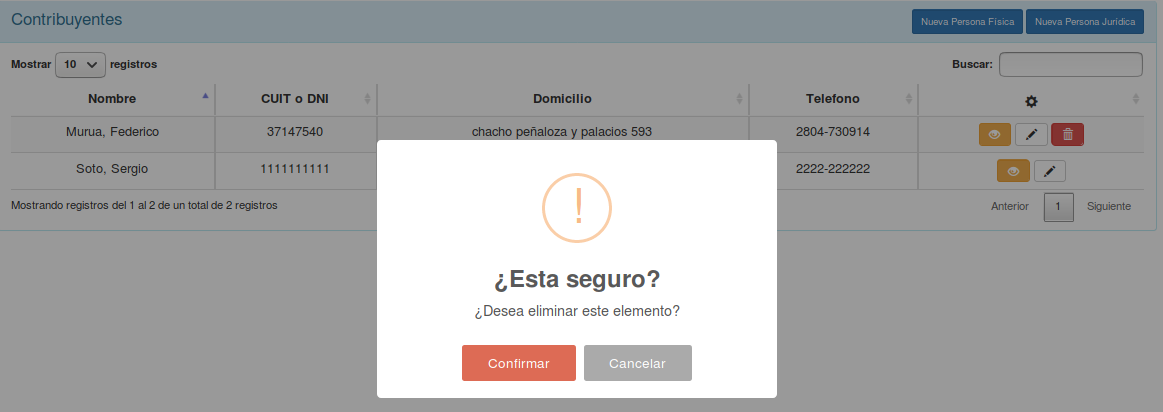 Contribuyentes Nueva Persona Física Nueva Persona Jurídica
Mostrar 10 registros Buscar:
Nombre CUIT o DNI Domicilio Telefono
Murua, Federico 37147540 chacho peñaloza y palacios 593 2804-730914
Soto, Sergio 1111111111 2222-222222
Mostrando registros del 1 al 2 de un total de 2 registros Anterior 1 Siguiente
!
¿Esta seguro?
¿Desea eliminar este elemento?
Confirmar Cancelar